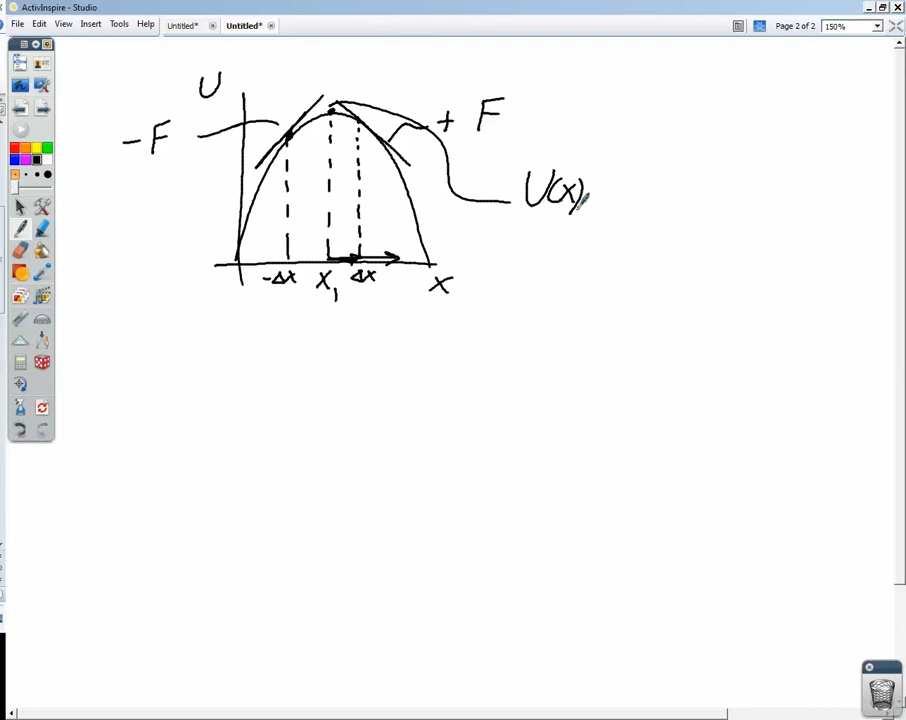 ActivInspire - Studio
File Edit View Insert Tools Help Untitled* Untitled* Page 2 of 2 150%
U
- F
+ F
U(x)
-Δx x₁ Δx x